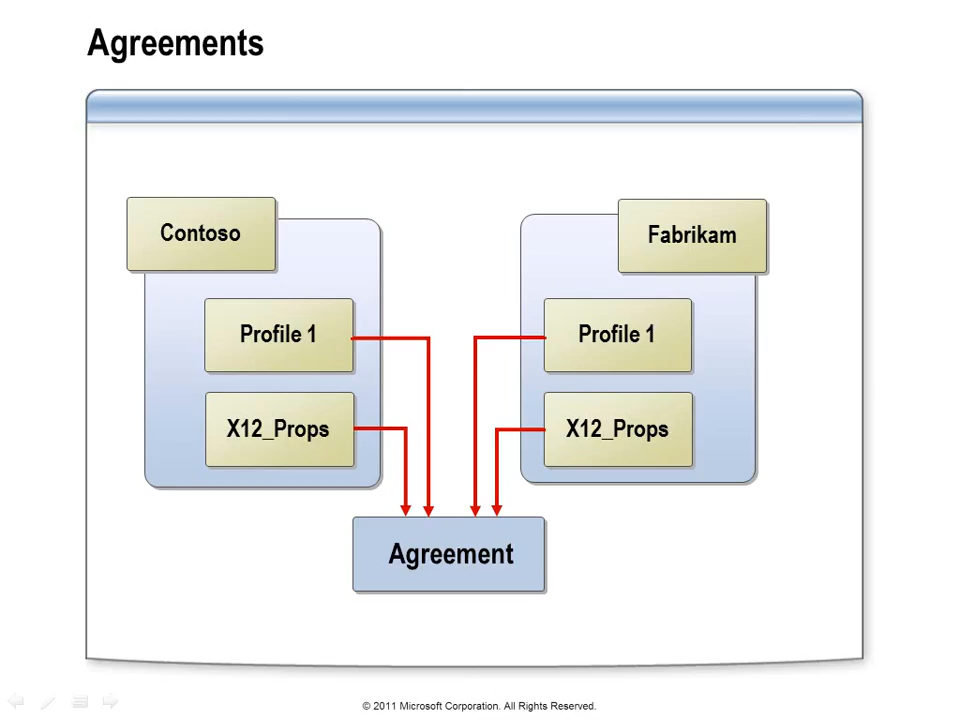 Agreements
Contoso
Fabrikam
Profile 1
Profile 1
X12_Props
X12_Props
Agreement
© 2011 Microsoft Corporation. All Rights Reserved.